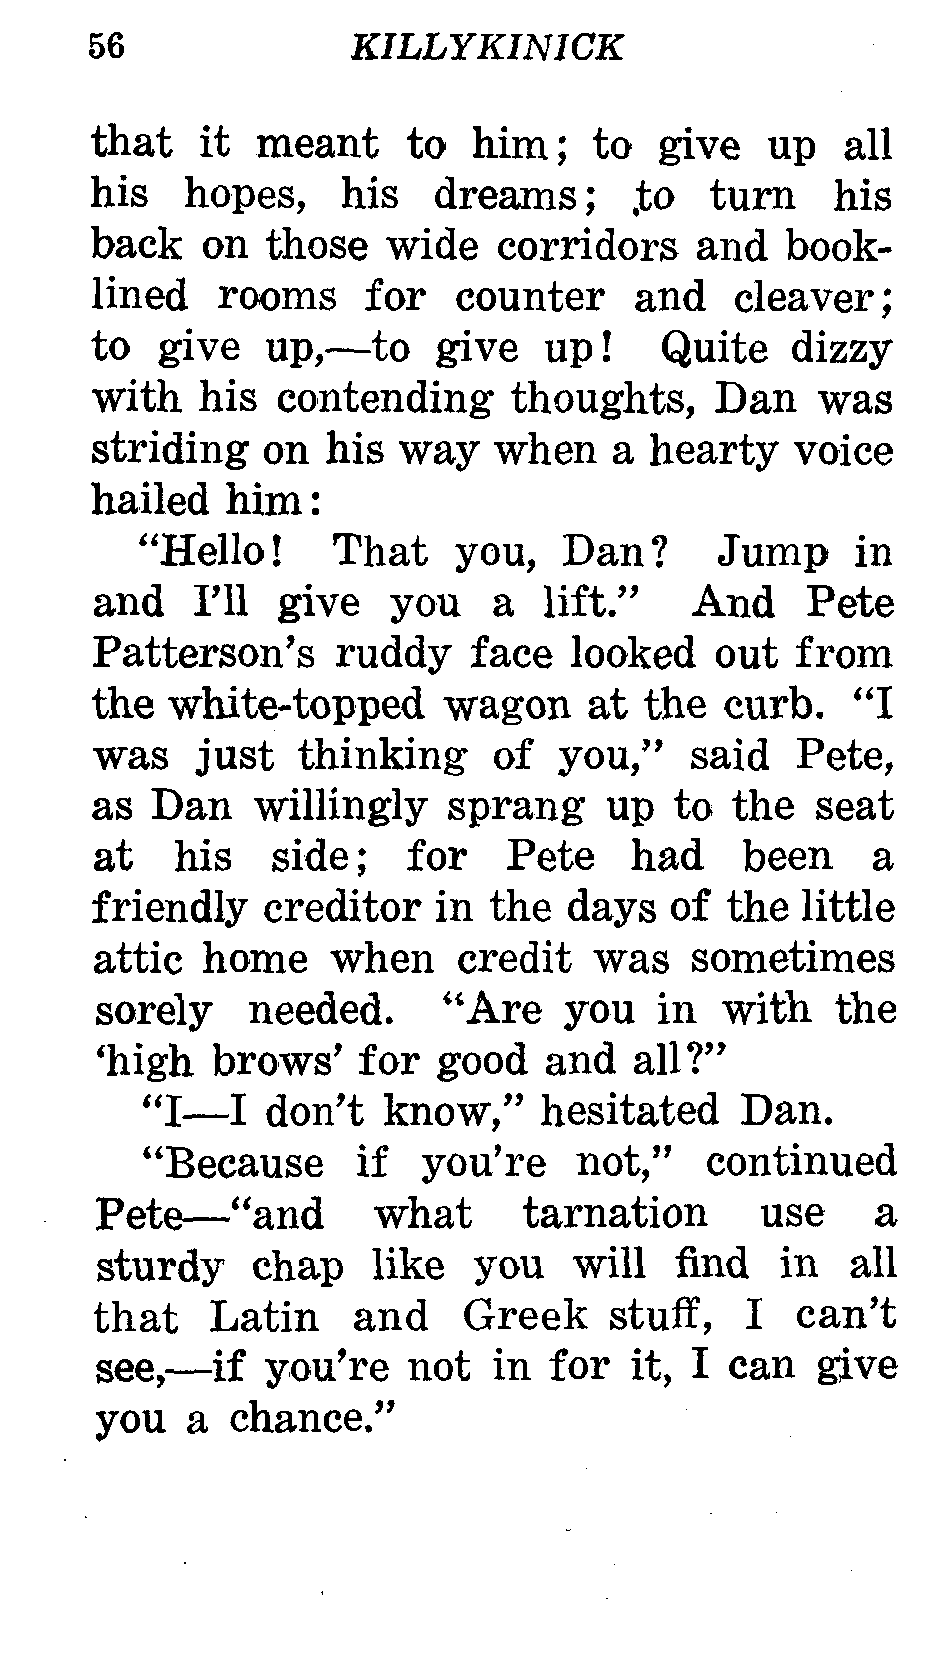 56 KILLYKINICK
that it meant to him; to give up all
his hopes, his dreams; to turn his
back on those wide corridors and book-
lined rooms for counter and cleaver;
to give up,—to give up! Quite dizzy
with his contending thoughts, Dan was
striding on his way when a hearty voice
hailed him:
"Hello! That you, Dan? Jump in
and I'll give you a lift." And Pete
Patterson's ruddy face looked out from
the white-topped wagon at the curb. "I
was just thinking of you," said Pete,
as Dan willingly sprang up to the seat
at his side; for Pete had been a
friendly creditor in the days of the little
attic home when credit was sometimes
sorely needed. "Are you in with the
'high brows' for good and all?"
"I—I don't know," hesitated Dan.
"Because if you're not," continued
Pete—"and what tarnation use a
sturdy chap like you will find in all
that Latin and Greek stuff, I can't
see,—if you're not in for it, I can give
you a chance."